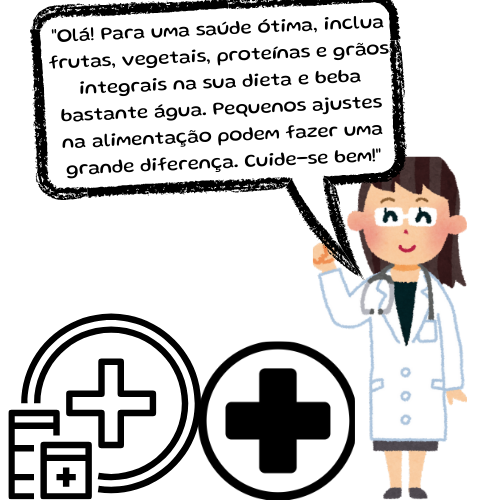 "Olá! Para uma saúde ótima, inclua
frutas, vegetais, proteínas e grãos
integrais na sua dieta e beba
bastante água. Pequenos ajustes
na alimentação podem fazer uma
grande diferença. Cuide-se bem!"